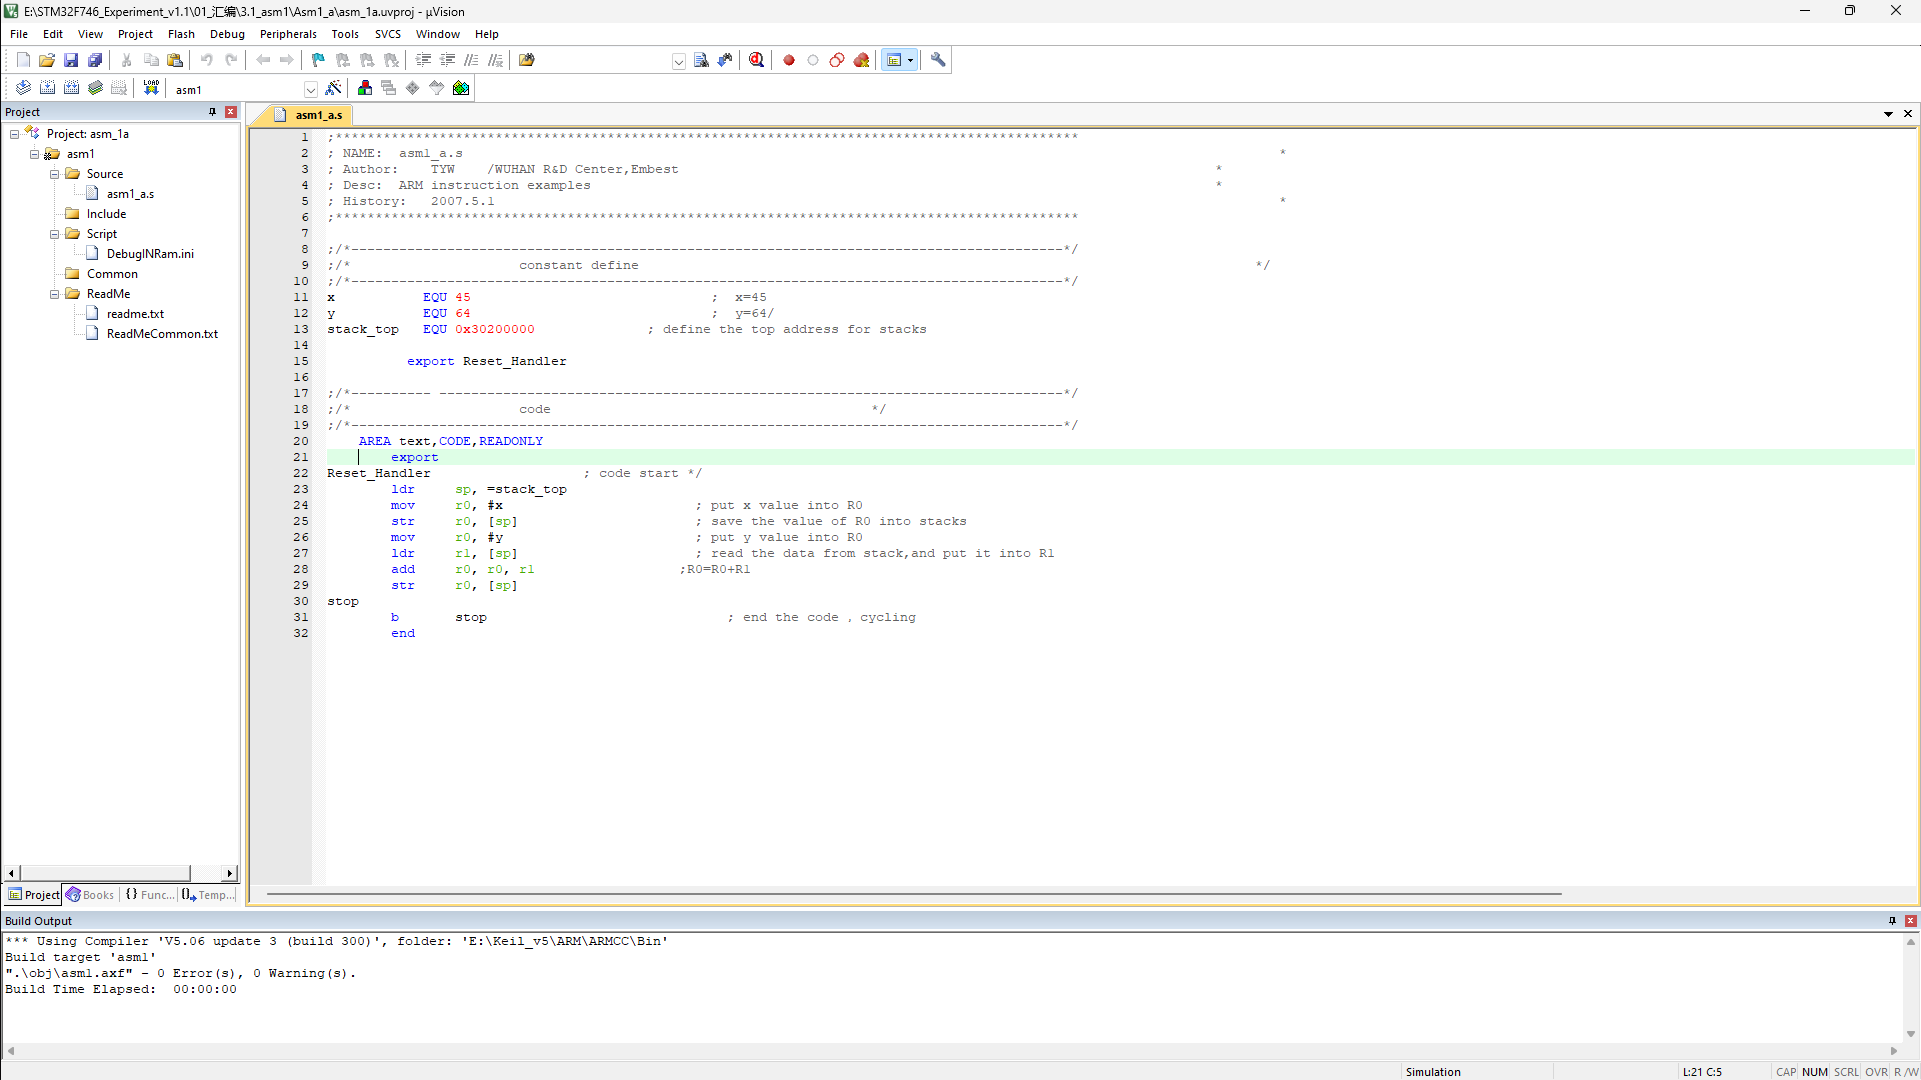 E:\STM32F746_Experiment_v1.1\01_汇编\3.1_asm1\Asm1_a\asm_1a.uvproj - µVision
File Edit View Project Flash Debug Peripherals Tools SVCS Window Help
LOAD asm1
Project
asm1_a.s
Project: asm_1a
asm1
Source
asm1_a.s
Include
Script
DebugINRam.ini
Common
ReadMe
readme.txt
ReadMeCommon.txt
1 ;*********************************************************************************************
2 ; NAME: asm1_a.s *
3 ; Author: TYW /WUHAN R&D Center,Embest *
4 ; Desc: ARM instruction examples *
5 ; History: 2007.5.1 *
6 ;*********************************************************************************************
7
8 ;/*-----------------------------------------------------------------------------------------*/
9 ;/* constant define */
10 ;/*-----------------------------------------------------------------------------------------*/
11 x EQU 45 ; x=45
12 y EQU 64 ; y=64/
13 stack_top EQU 0x30200000 ; define the top address for stacks
14
15 export Reset_Handler
16
17 ;/*---------- ------------------------------------------------------------------------------*/
18 ;/* code */
19 ;/*-----------------------------------------------------------------------------------------*/
20 AREA text,CODE,READONLY
21 export
22 Reset_Handler ; code start */
23 ldr sp, =stack_top
24 mov r0, #x ; put x value into R0
25 str r0, [sp] ; save the value of R0 into stacks
26 mov r0, #y ; put y value into R0
27 ldr r1, [sp] ; read the data from stack,and put it into R1
28 add r0, r0, r1 ;R0=R0+R1
29 str r0, [sp]
30 stop
31 b stop ; end the code , cycling
32 end
Project Books {} Func... Temp...
Build Output
*** Using Compiler 'V5.06 update 3 (build 300)', folder: 'E:\Keil_v5\ARM\ARMCC\Bin'
Build target 'asm1'
".\obj\asm1.axf" - 0 Error(s), 0 Warning(s).
Build Time Elapsed: 00:00:00
Simulation L:21 C:5 CAP NUM SCRL OVR R /W